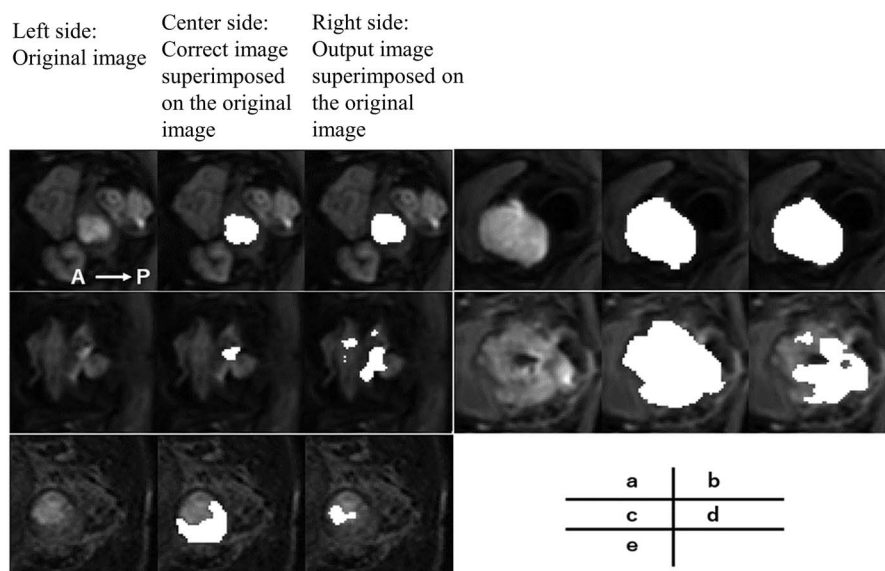 Left side:
Original image
Center side:
Correct image
superimposed
on the original
image
Right side:
Output image
superimposed on
the original
image
A P
a b
c d
e